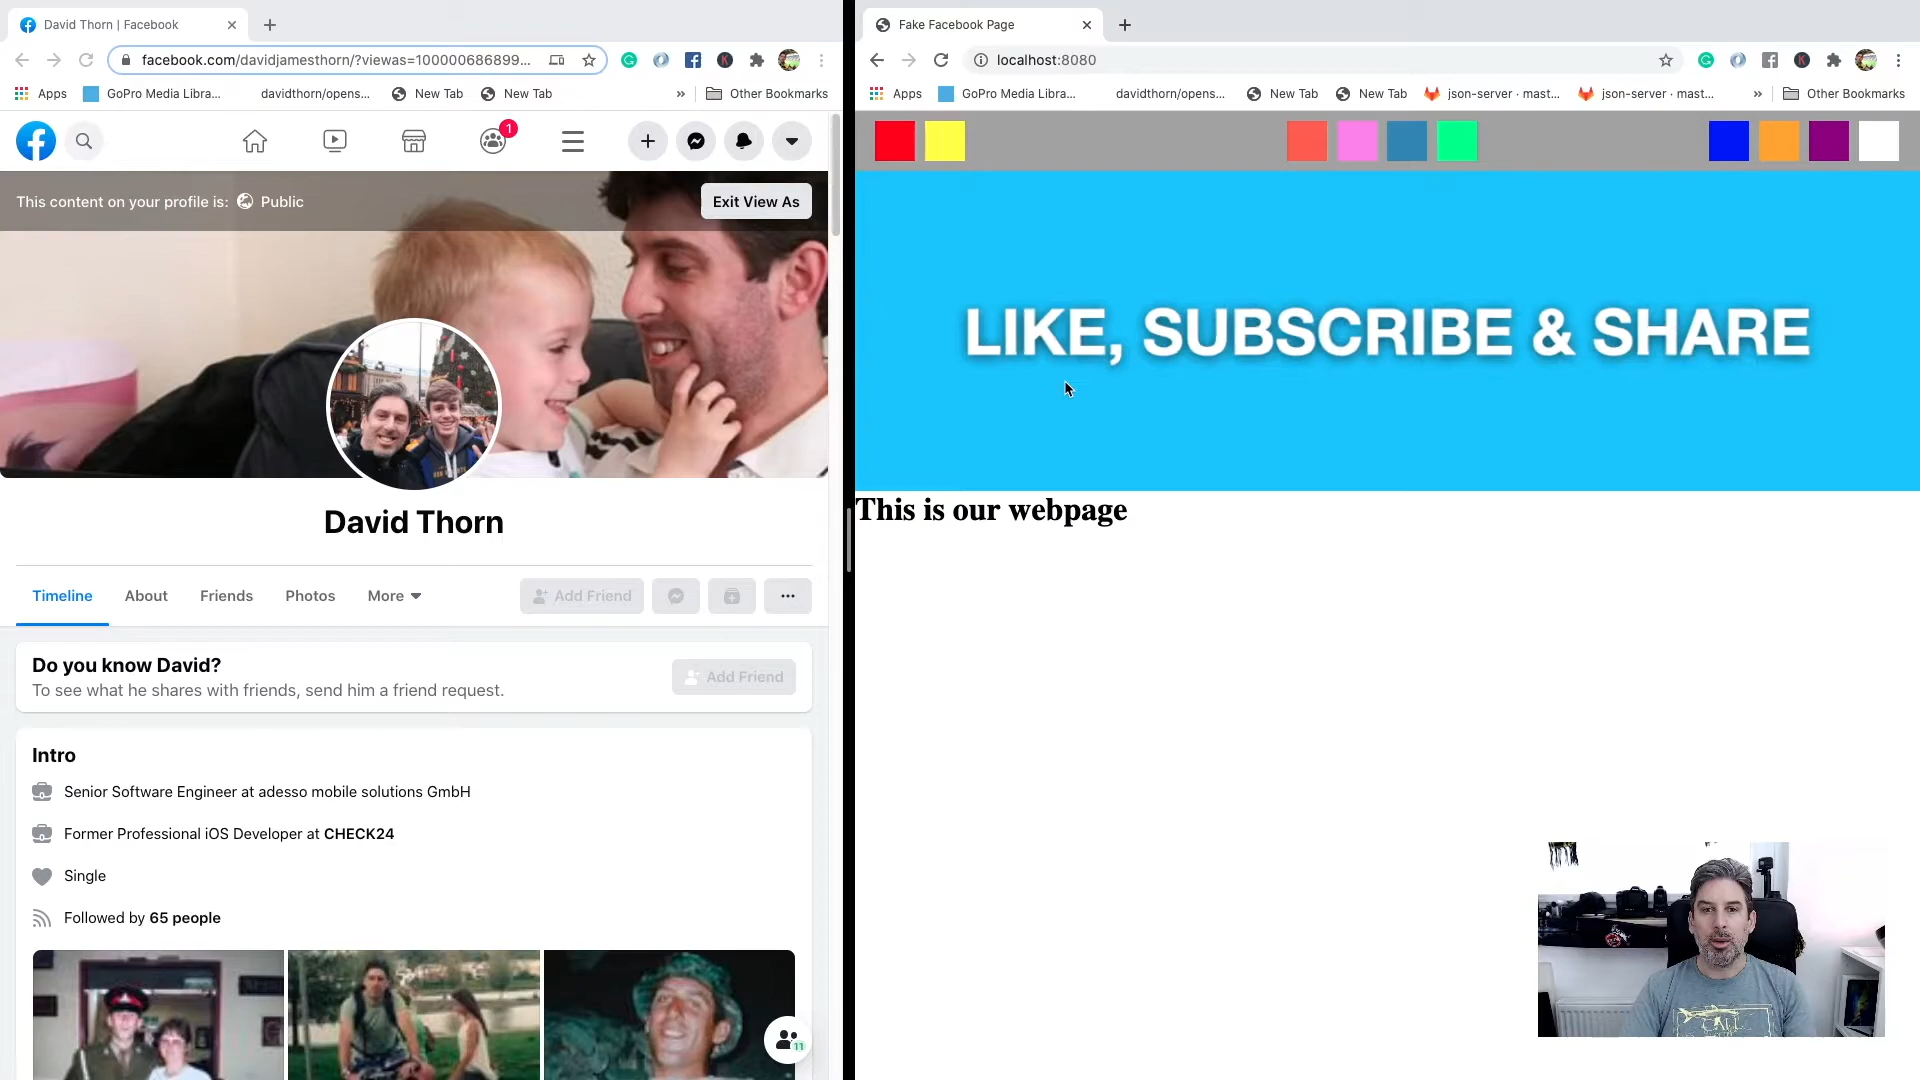 David Thorn | Facebook
facebook.com/davidjamesthorn/?viewas=100000686899...
Apps
GoPro Media Libra...
davidthorn/opens...
New Tab
New Tab
»
Other Bookmarks
1
This content on your profile is: Public
Exit View As
David Thorn
Timeline
About
Friends
Photos
More
Add Friend
Do you know David?
To see what he shares with friends, send him a friend request.
Add Friend
Intro
Senior Software Engineer at adesso mobile solutions GmbH
Former Professional iOS Developer at CHECK24
Single
Followed by 65 people
11
Fake Facebook Page
localhost:8080
Apps
GoPro Media Libra...
davidthorn/opens...
New Tab
New Tab
json-server · mast...
json-server · mast...
»
Other Bookmarks
LIKE, SUBSCRIBE & SHARE
This is our webpage